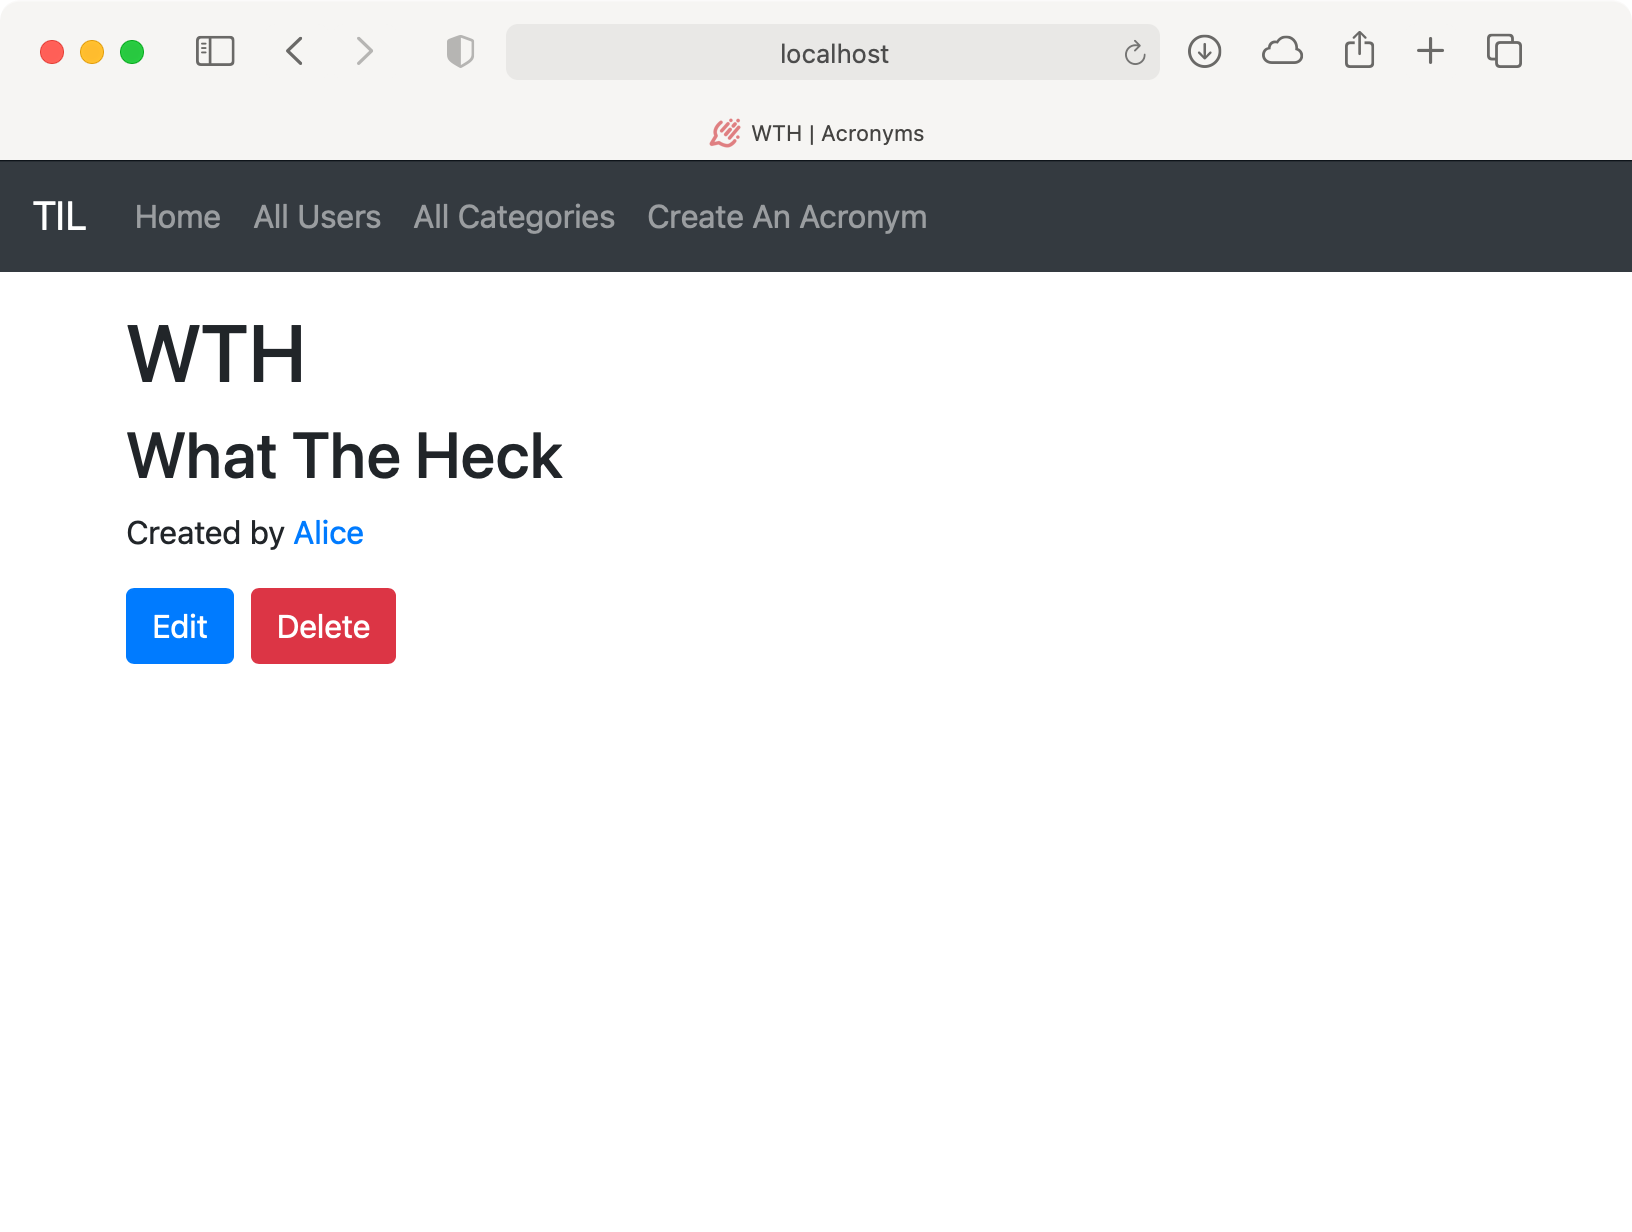 localhost
WTH | Acronyms
TIL Home All Users All Categories Create An Acronym
WTH
What The Heck
Created by Alice
Edit Delete